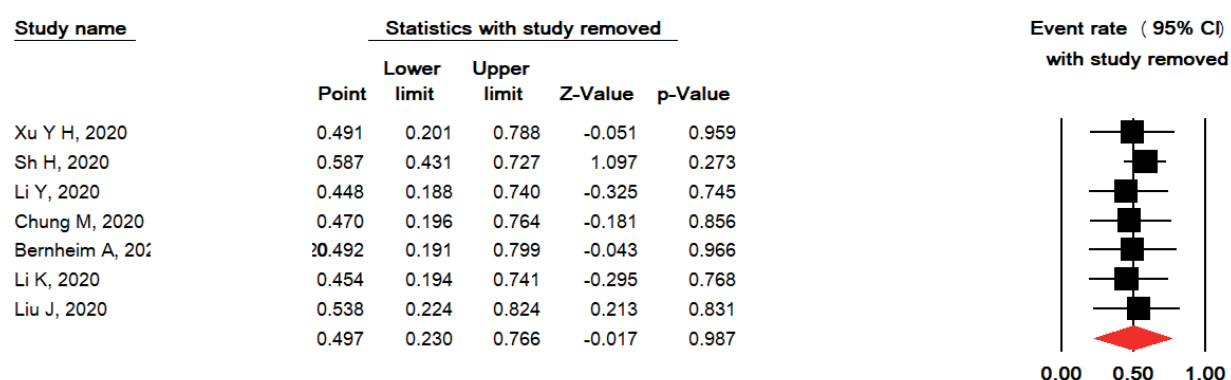 Study name Statistics with study removed Event rate ( 95% CI)
with study removed
Lower Upper
Point limit limit Z-Value p-Value
Xu Y H, 2020 0.491 0.201 0.788 -0.051 0.959
Sh H, 2020 0.587 0.431 0.727 1.097 0.273
Li Y, 2020 0.448 0.188 0.740 -0.325 0.745
Chung M, 2020 0.470 0.196 0.764 -0.181 0.856
Bernheim A, 2020 0.492 0.191 0.799 -0.043 0.966
Li K, 2020 0.454 0.194 0.741 -0.295 0.768
Liu J, 2020 0.538 0.224 0.824 0.213 0.831
0.497 0.230 0.766 -0.017 0.987
0.00 0.50 1.00